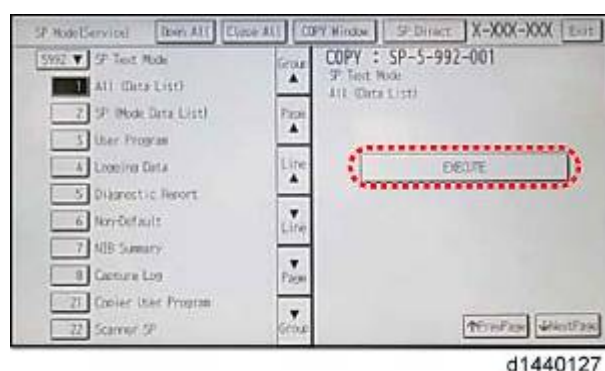 SP Mode(Service) Open All Close All COPY Window SP Direct X-XXX-XXX Exit
5992 ▼ SP Text Mode
1 All (Data List)
2 SP (Mode Data List)
3 User Program
4 Logging Data
5 Diagnostic Report
6 Non-Default
7 NIB Summary
8 Capture Log
21 Copier User Program
22 Scanner SP
Group ▲
Page ▲
Line ▲
▼ Line
▼ Page
▼ Group
COPY : SP-5-992-001
SP Text Mode
All (Data List)
EXECUTE
↑PrevPage ↓NextPage
d1440127